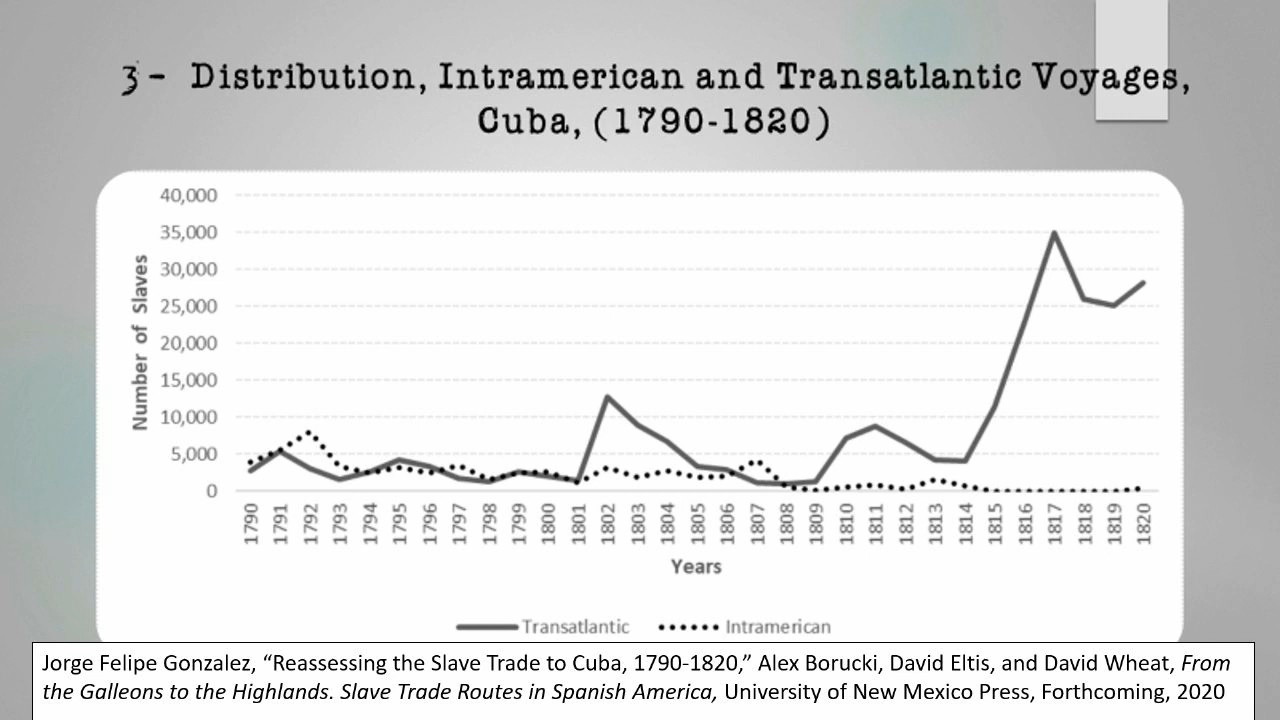 3 - Distribution, Intramerican and Transatlantic Voyages,
Cuba, (1790-1820)
40,000
35,000
30,000
25,000
20,000
15,000
10,000
5,000
0
Number of Slaves
1790 1791 1792 1793 1794 1795 1796 1797 1798 1799 1800 1801 1802 1803 1804 1805 1806 1807 1808 1809 1810 1811 1812 1813 1814 1815 1816 1817 1818 1819 1820
Years
Transatlantic Intramerican
Jorge Felipe Gonzalez, “Reassessing the Slave Trade to Cuba, 1790-1820,” Alex Borucki, David Eltis, and David Wheat, From
the Galleons to the Highlands. Slave Trade Routes in Spanish America, University of New Mexico Press, Forthcoming, 2020